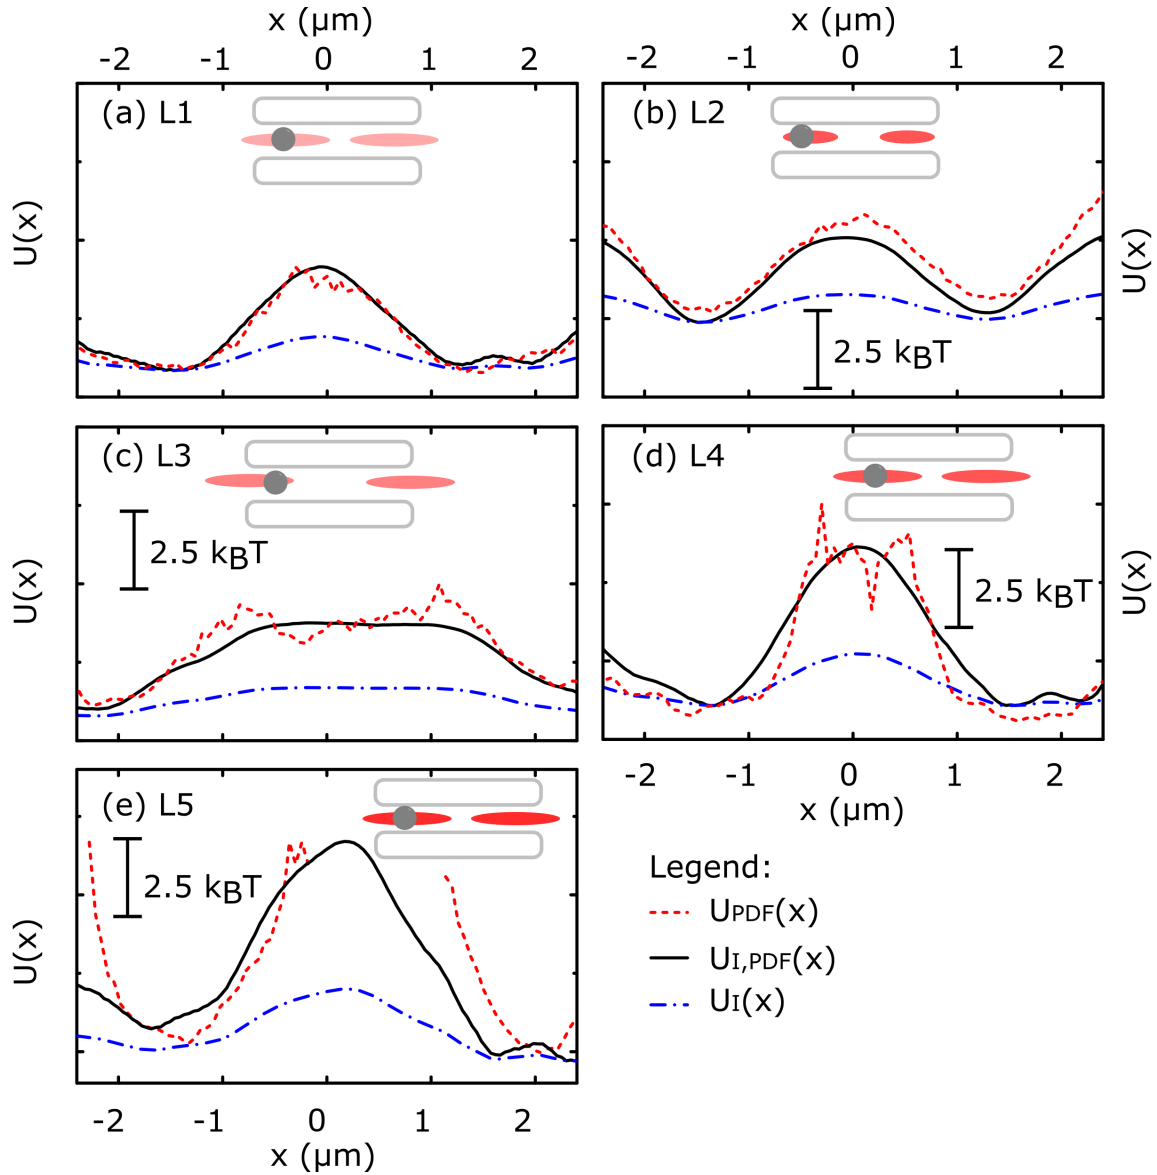 x (μm)
x (μm)
-2 -1 0 1 2
-2 -1 0 1 2
(a) L1
(b) L2
U(x)
U(x)
2.5 kBT
(c) L3
(d) L4
2.5 kBT
2.5 kBT
U(x)
U(x)
-2 -1 0 1 2
x (μm)
(e) L5
2.5 kBT
U(x)
-2 -1 0 1 2
x (μm)
Legend:
UPDF(x)
UI,PDF(x)
UI(x)